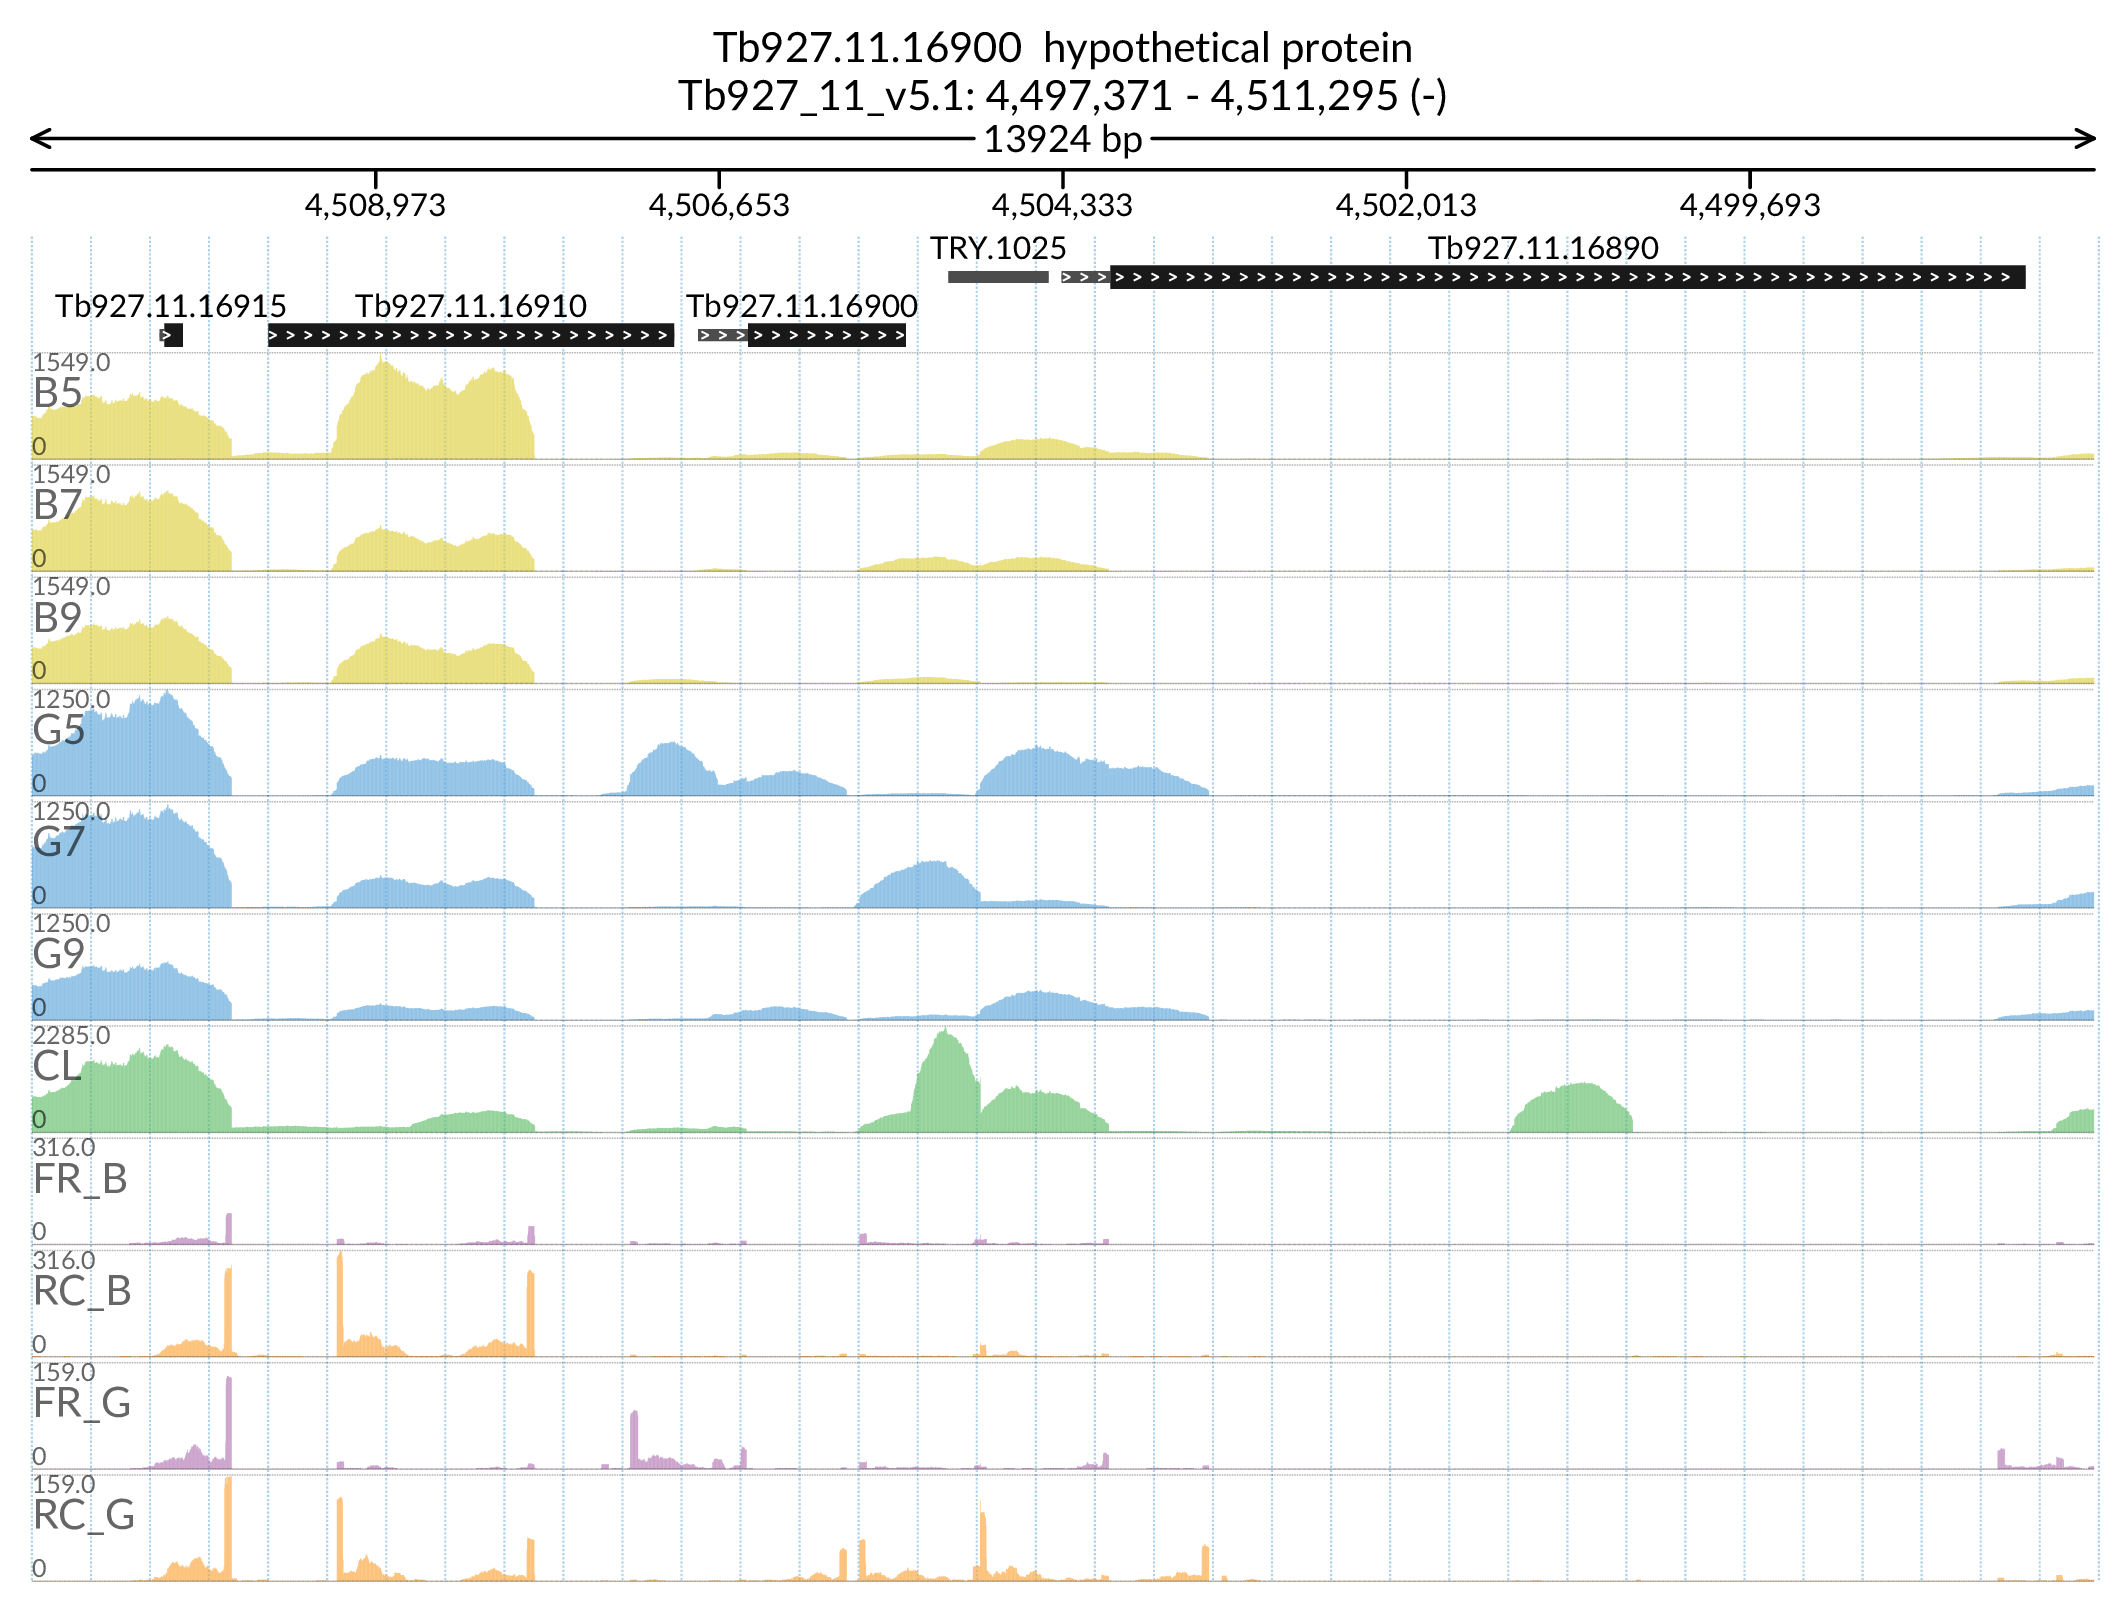 Tb927.11.16900  hypothetical protein
Tb927_11_v5.1: 4,497,371 - 4,511,295 (-)
13924 bp
4,508,973 4,506,653 4,504,333 4,502,013 4,499,693
TRY.1025 Tb927.11.16890
Tb927.11.16915 Tb927.11.16910 Tb927.11.16900
1549.0
B5
0
1549.0
B7
0
1549.0
B9
0
1250.0
G5
0
1250.0
G7
0
1250.0
G9
0
2285.0
CL
0
316.0
FR_B
0
316.0
RC_B
0
159.0
FR_G
0
159.0
RC_G
0